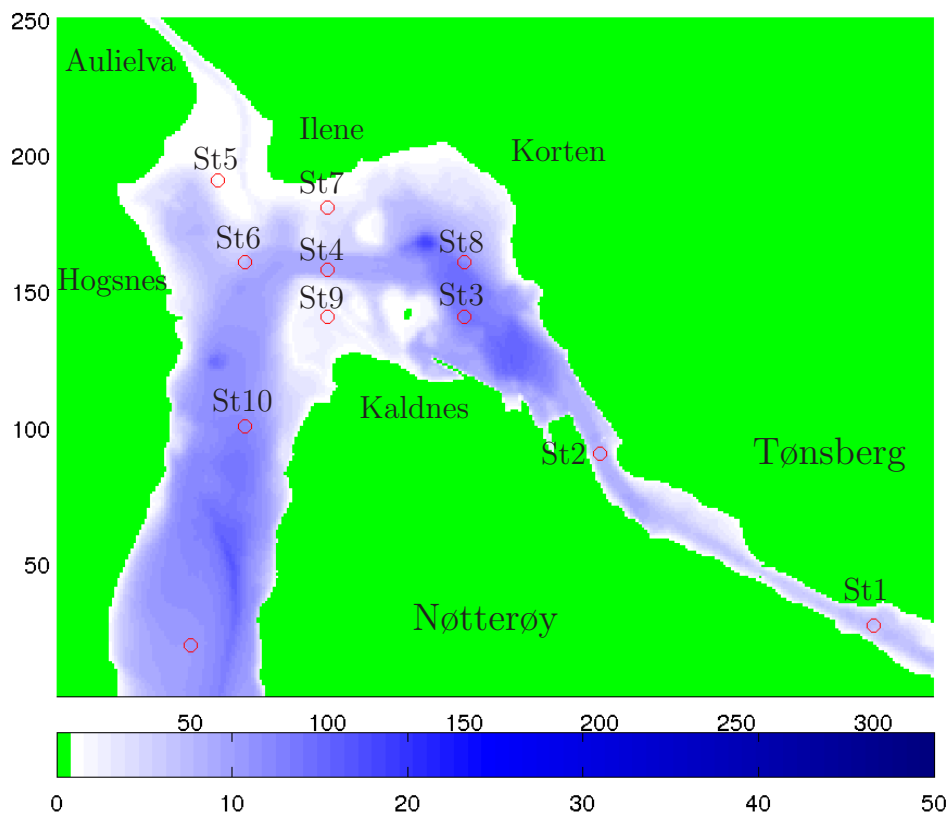 250
Aulielva
Ilene
Korten
200
St5
St7
St6
St4
St8
Hogsnes
150
St9
St3
St10
Kaldnes
100
St2
Tønsberg
50
St1
Nøtterøy
50 100 150 200 250 300
0 10 20 30 40 50